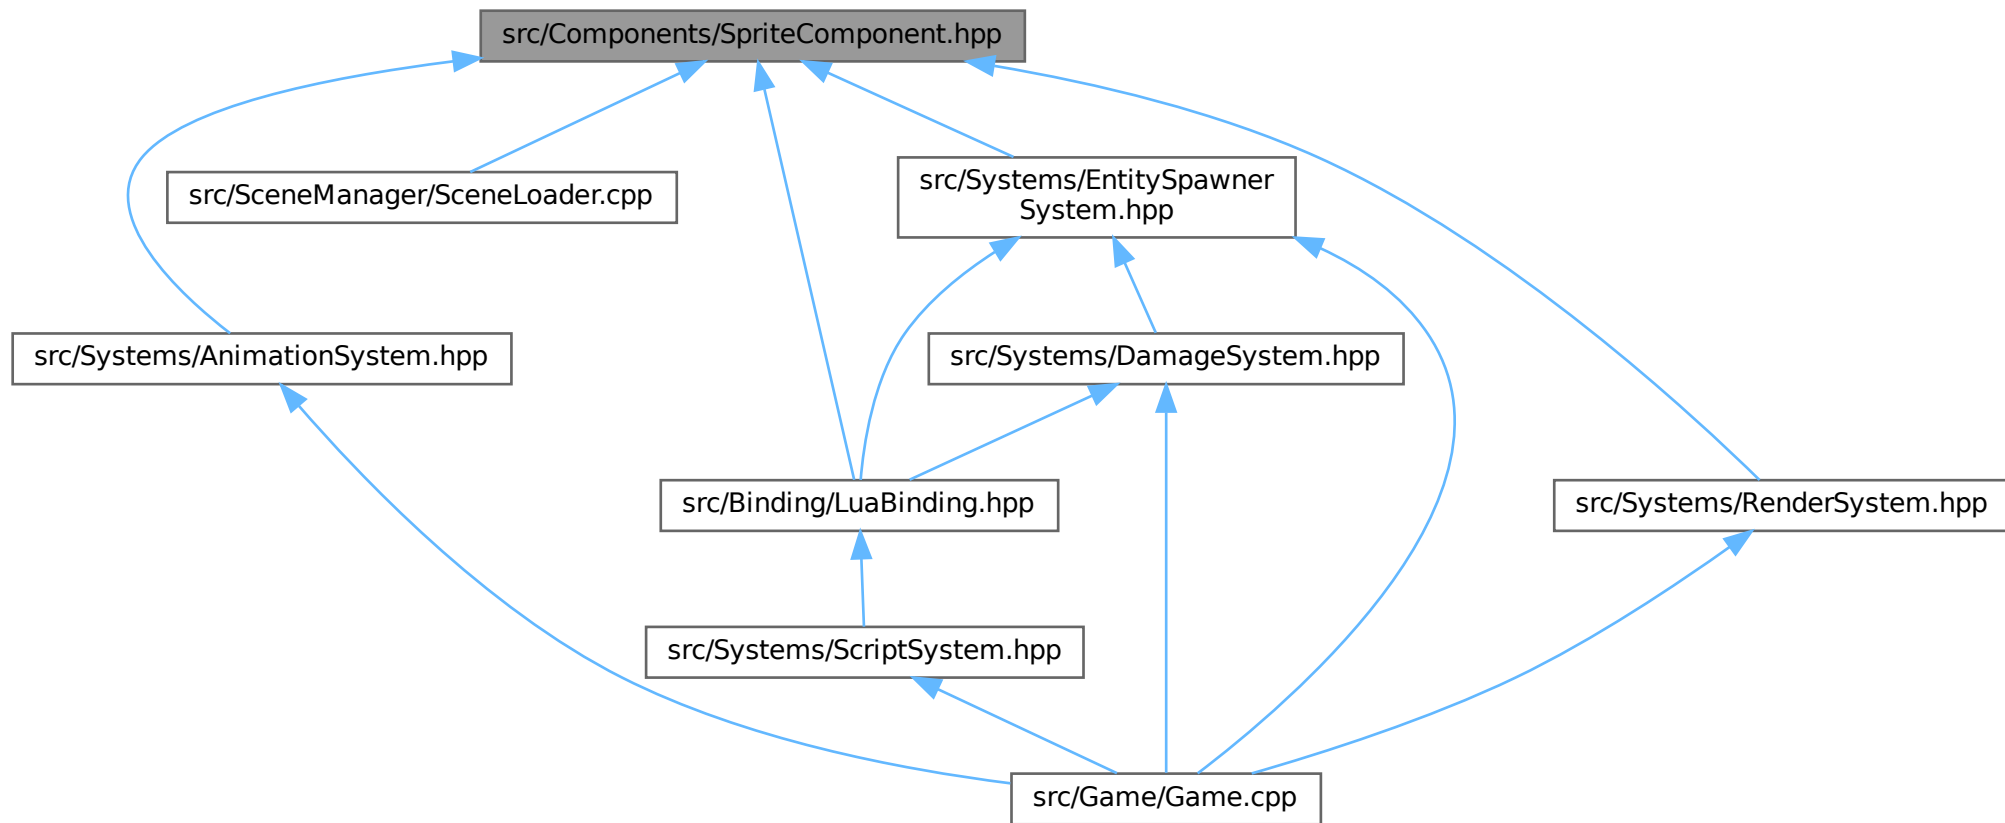 src/Components/SpriteComponent.hpp
src/SceneManager/SceneLoader.cpp
src/Systems/EntitySpawner
System.hpp
src/Systems/AnimationSystem.hpp
src/Systems/DamageSystem.hpp
src/Binding/LuaBinding.hpp
src/Systems/RenderSystem.hpp
src/Systems/ScriptSystem.hpp
src/Game/Game.cpp